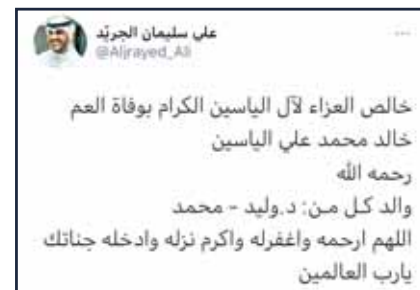 علي سليمان الجريّد
@Aljrayed_Ali
...
خالص العزاء لآل الياسين الكرام بوفاة العم
خالد محمد علي الياسين
رحمه الله
والد كل من: د.وليد - محمد
اللهم ارحمه واغفرله واكرم نزله وادخله جناتك
يارب العالمين